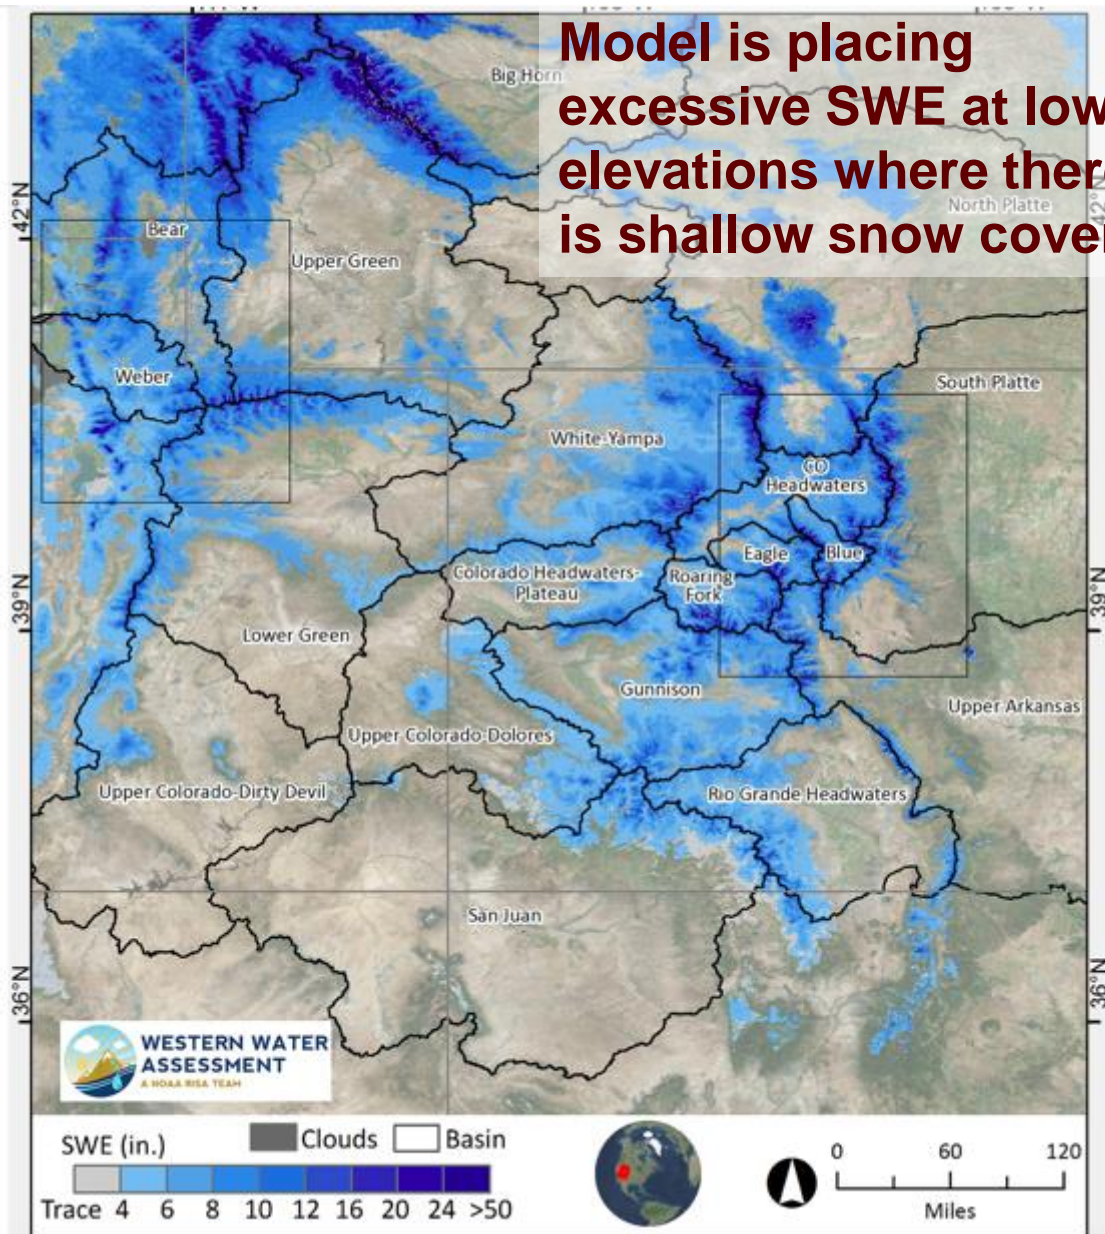 Model is placing
excessive SWE at low
elevations where there
is shallow snow cover
Big Horn
North Platte
42°N
42°N
Bear
Upper Green
Weber
South Platte
White-Yampa
CO
Headwaters
Eagle
Blue
Colorado Headwaters-
Plateau
Roaring
Fork
39°N
39°N
Lower Green
Gunnison
Upper Arkansas
Upper Colorado-Dolores
Upper Colorado-Dirty Devil
Rio Grande Headwaters
San Juan
36°N
36°N
WESTERN WATER
ASSESSMENT
A NOAA RISA TEAM
SWE (in.)
Clouds
Basin
Trace 4 6 8 10 12 16 20 24 >50
0 60 120
Miles